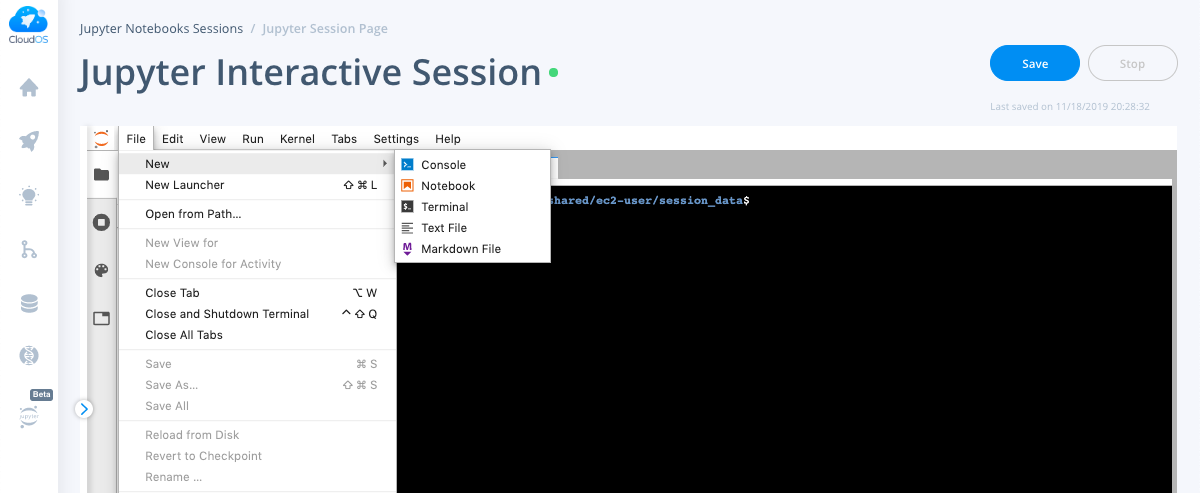 CloudOS
Jupyter Notebooks Sessions / Jupyter Session Page
Jupyter Interactive Session
Save
Stop
Last saved on 11/18/2019 20:28:32
File Edit View Run Kernel Tabs Settings Help
New
New Launcher ⇧ ⌘ L
Open from Path...
New View for
New Console for Activity
Close Tab ⌥ W
Close and Shutdown Terminal ^ ⇧ Q
Close All Tabs
Save ⌘ S
Save As... ⇧ ⌘ S
Save All
Reload from Disk
Revert to Checkpoint
Rename ...
Console
Notebook
Terminal
Text File
Markdown File
shared/ec2-user/session_data$
Beta
jupyter